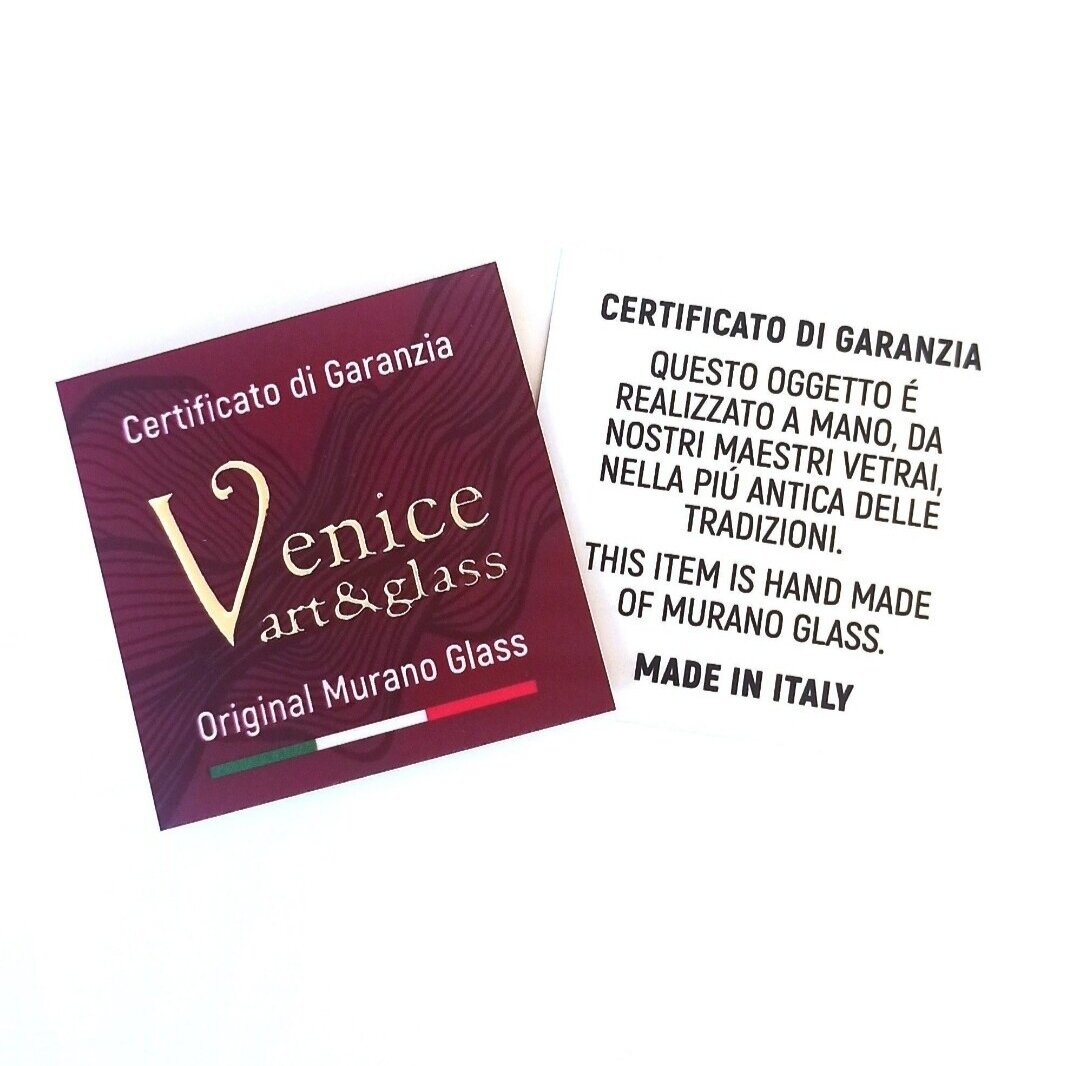 Certificato di Garanzia
Venice
art&glass
Original Murano Glass
CERTIFICATO DI GARANZIA
QUESTO OGGETTO É
REALIZZATO A MANO, DA
NOSTRI MAESTRI VETRAI,
NELLA PIÚ ANTICA DELLE
TRADIZIONI.
THIS ITEM IS HAND MADE
OF MURANO GLASS.
MADE IN ITALY